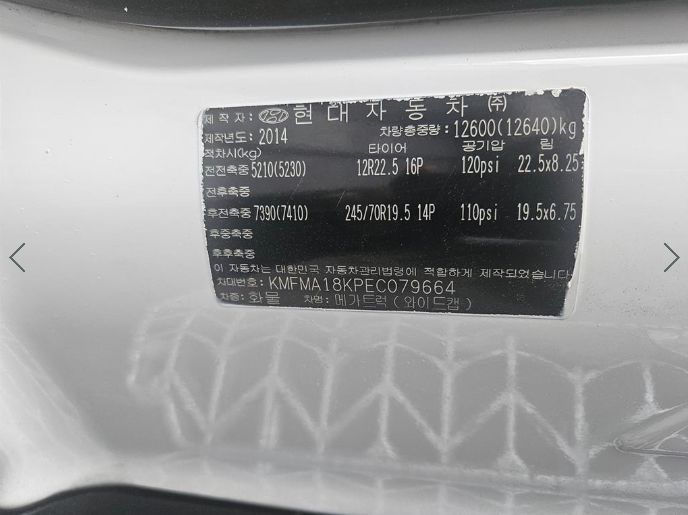 제 작 자 : 현 대 자 동 차 ㈜
제작년도: 2014 차량총중량: 12600(12640)kg
적차시(kg) 타이어 공기압 림
전전축중 5210(5230) 12R22.5 16P 120psi 22.5x8.25
전후축중
후전축중 7390(7410) 245/70R19.5 14P 110psi 19.5x6.75
후중축중
후후축중
이 자동차는 대한민국 자동차관리법령에 적합하게 제작되었습니다
차대번호: KMFMA18KPEC079664
차종: 화물 차명: 메가트럭 (와이드캡)